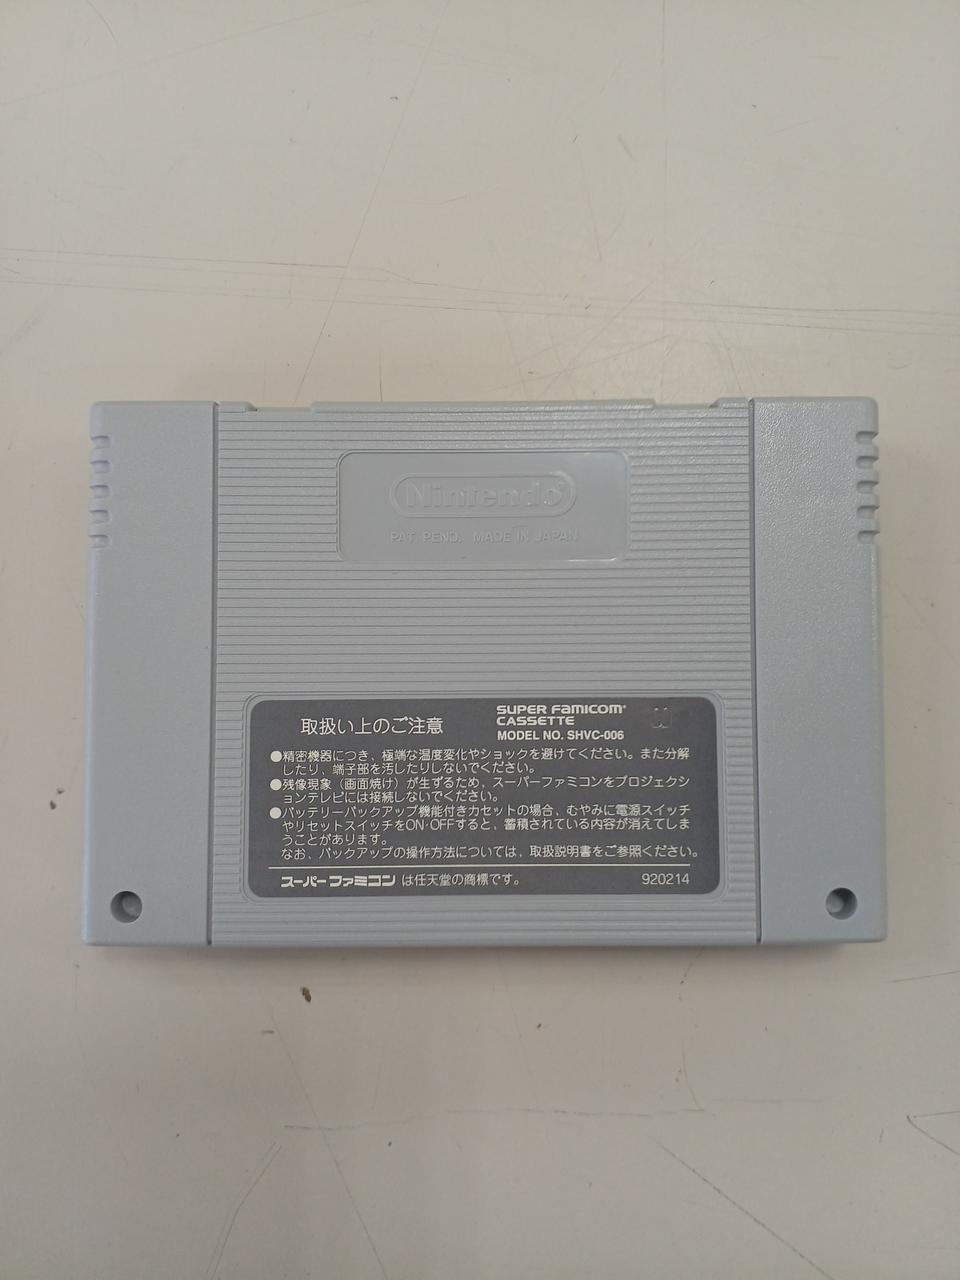 Nintendo
PAT. PEND. MADE IN JAPAN
取扱い上のご注意
SUPER FAMICOM
CASSETTE
MODEL NO. SHVC-006
●精密機器につき、極端な温度変化やショックを避けてください。また分解
したり、端子部を汚したりしないでください。
●残像現象（画面焼け）が生ずるため、スーパーファミコンをプロジェクシ
ョンテレビには接続しないでください。
●バッテリーバックアップ機能付きカセットの場合、むやみに電源スイッチ
やリセットスイッチをON·OFFすると、蓄積されている内容が消えてしま
うことがあります。
なお、バックアップの操作方法については、取扱説明書をご参照ください。
スーパーファミコン は任天堂の商標です。
920214